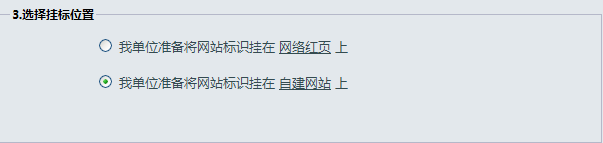 3.选择挂标位置
我单位准备将网站标识挂在 网络红页 上
我单位准备将网站标识挂在 自建网站 上